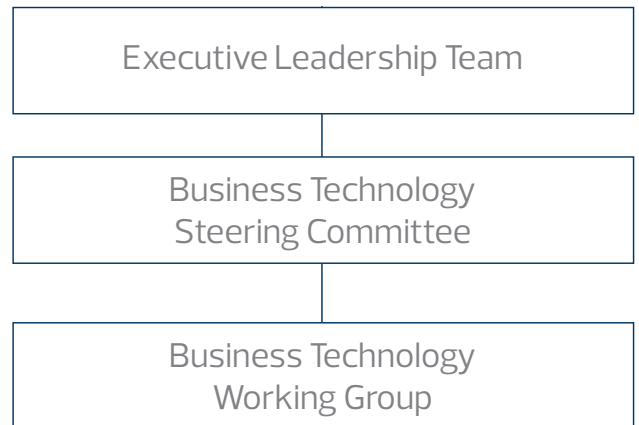 Executive Leadership Team
Business Technology
Steering Committee
Business Technology
Working Group